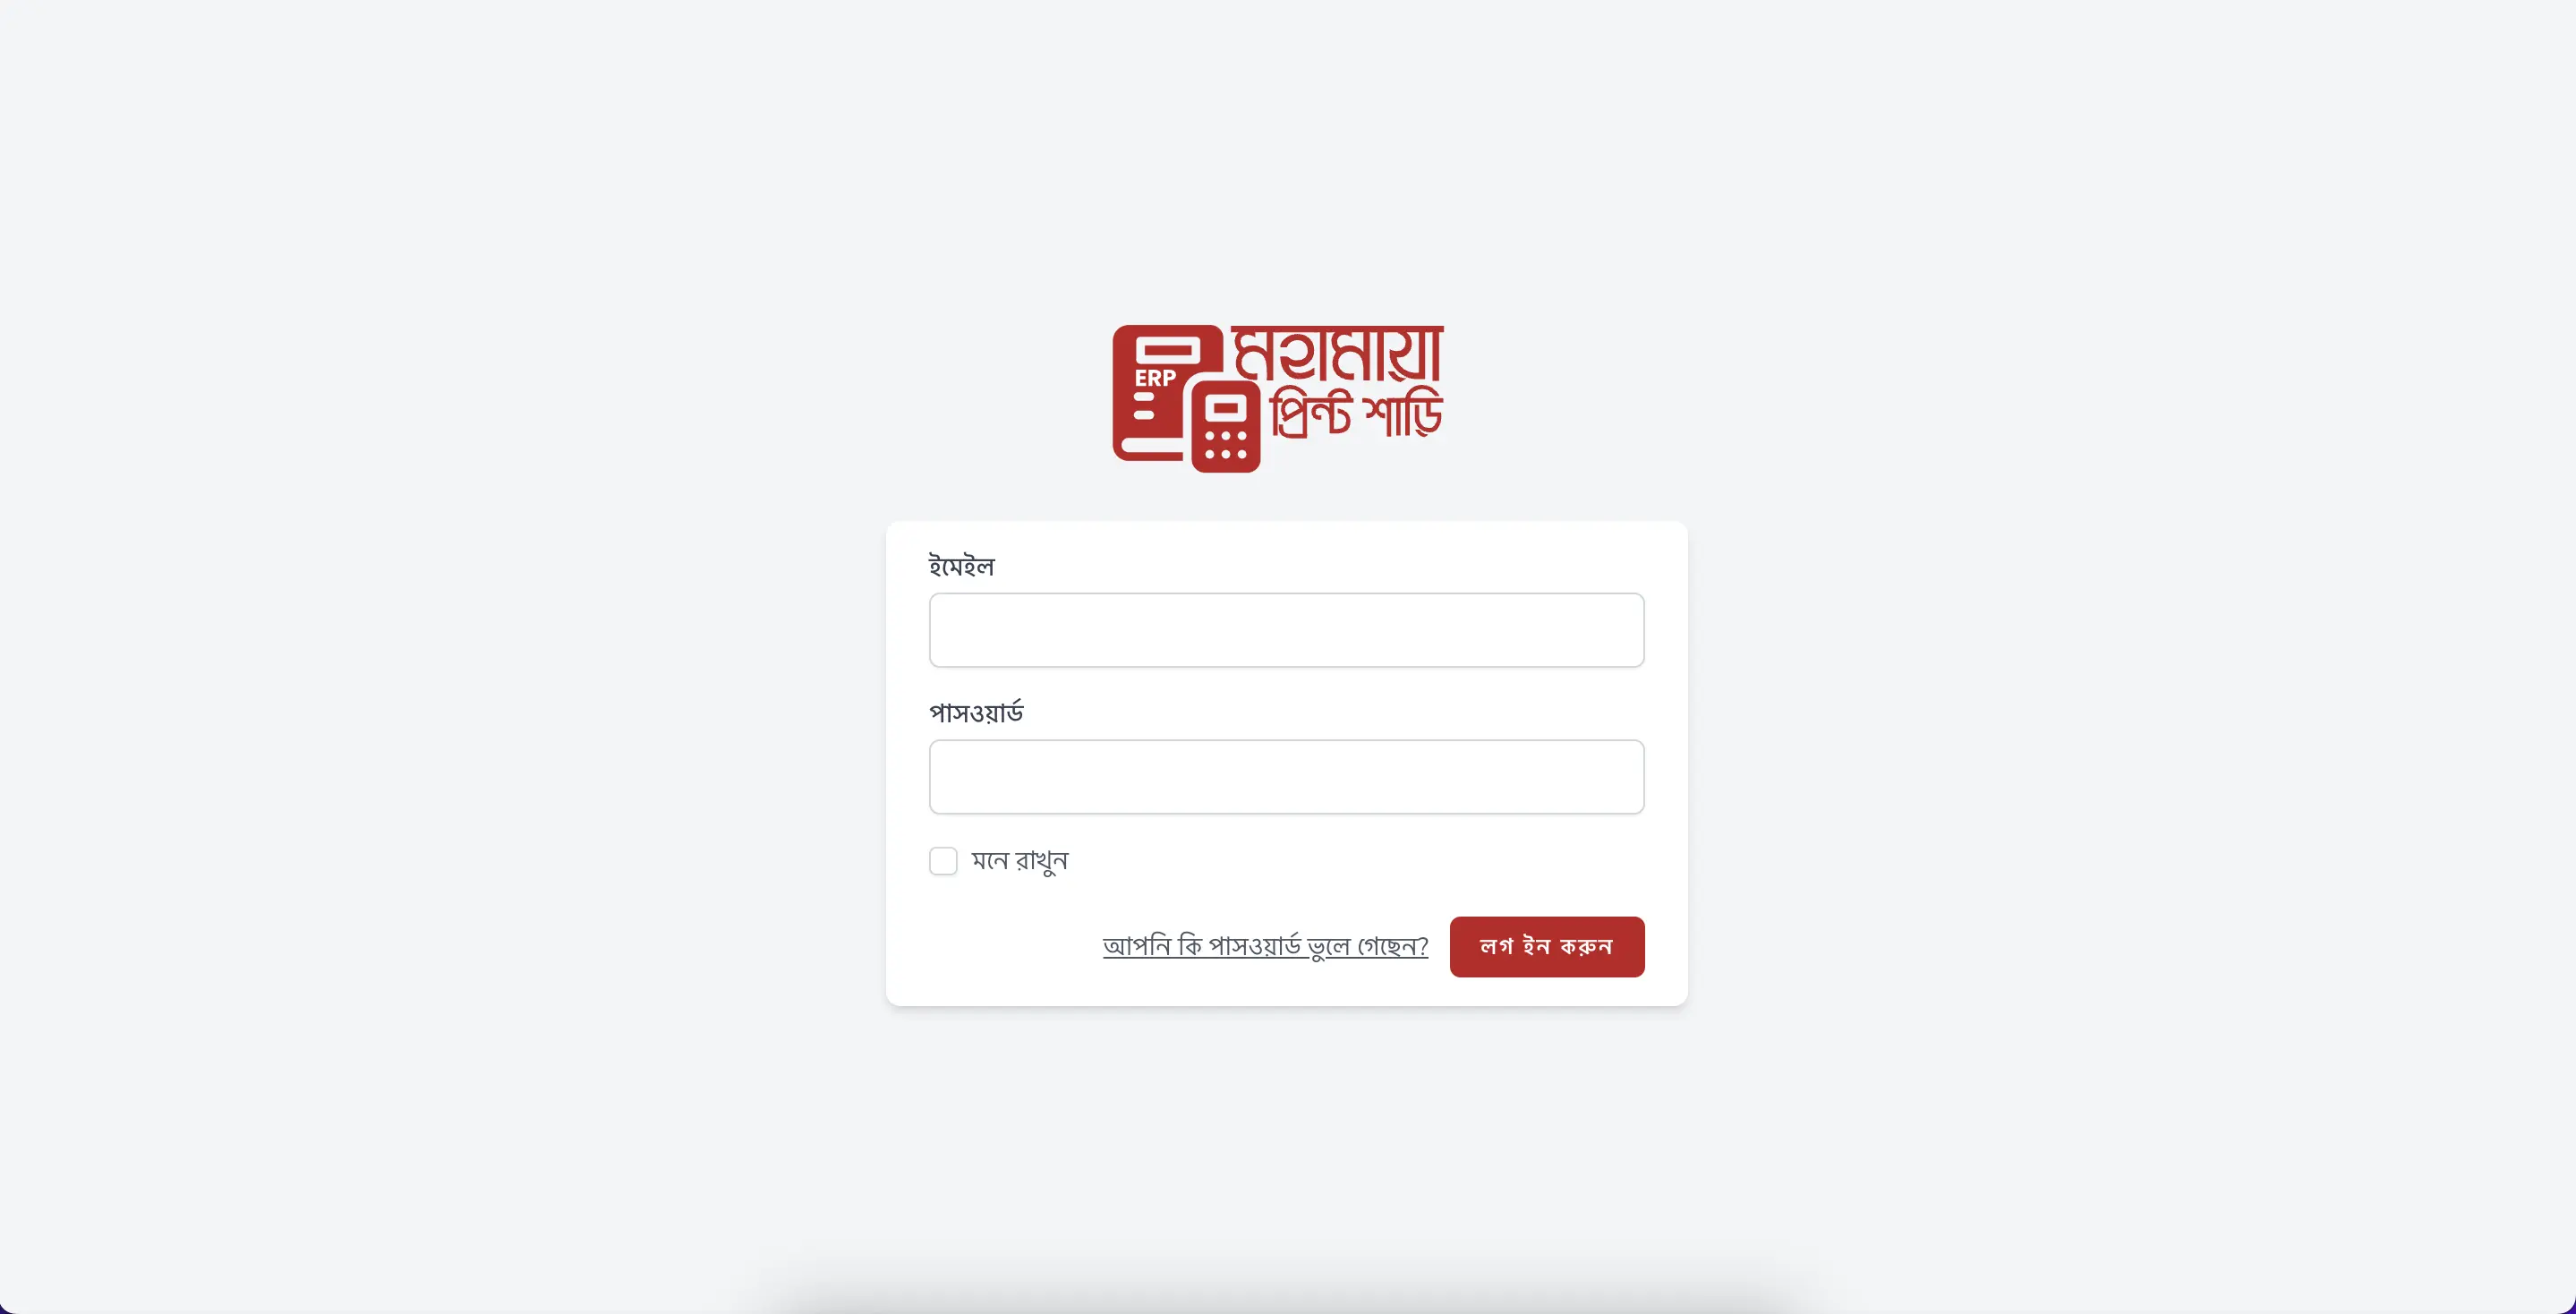 ERP
মহামায়া
প্রিন্ট শাড়ি
ইমেইল
পাসওয়ার্ড
মনে রাখুন
আপনি কি পাসওয়ার্ড ভুলে গেছেন?
লগ ইন করুন